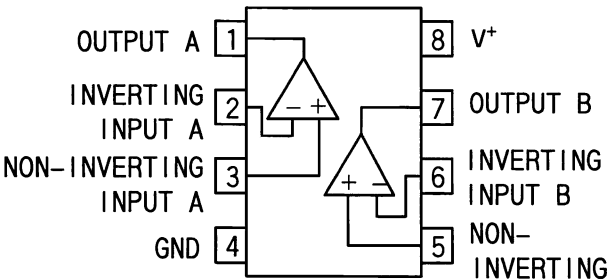 OUTPUT A 1
INVERTING
INPUT A 2
NON-INVERTING
INPUT A 3
GND 4
8 V+
7 OUTPUT B
6 INVERTING
INPUT B
5 NON-
INVERTING
- +
+ -